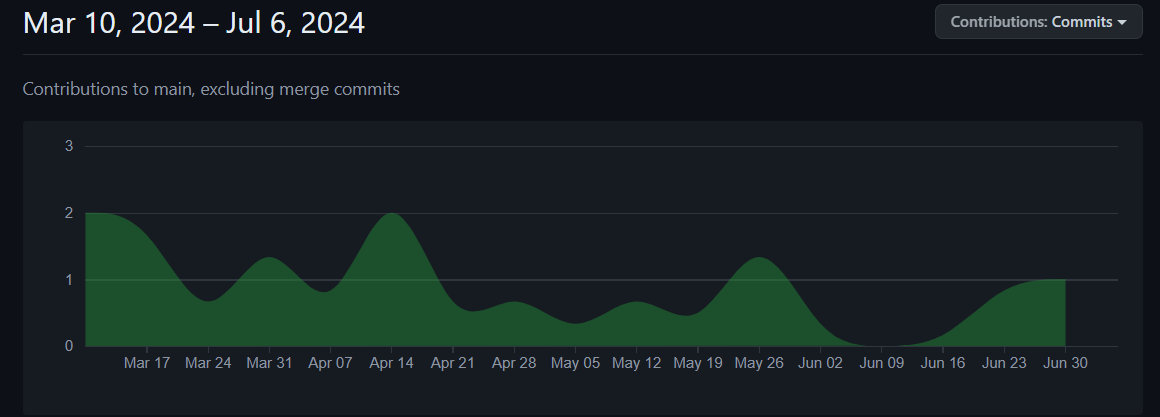 Mar 10, 2024 – Jul 6, 2024
Contributions: Commits
Contributions to main, excluding merge commits
3
2
1
0
Mar 17 Mar 24 Mar 31 Apr 07 Apr 14 Apr 21 Apr 28 May 05 May 12 May 19 May 26 Jun 02 Jun 09 Jun 16 Jun 23 Jun 30